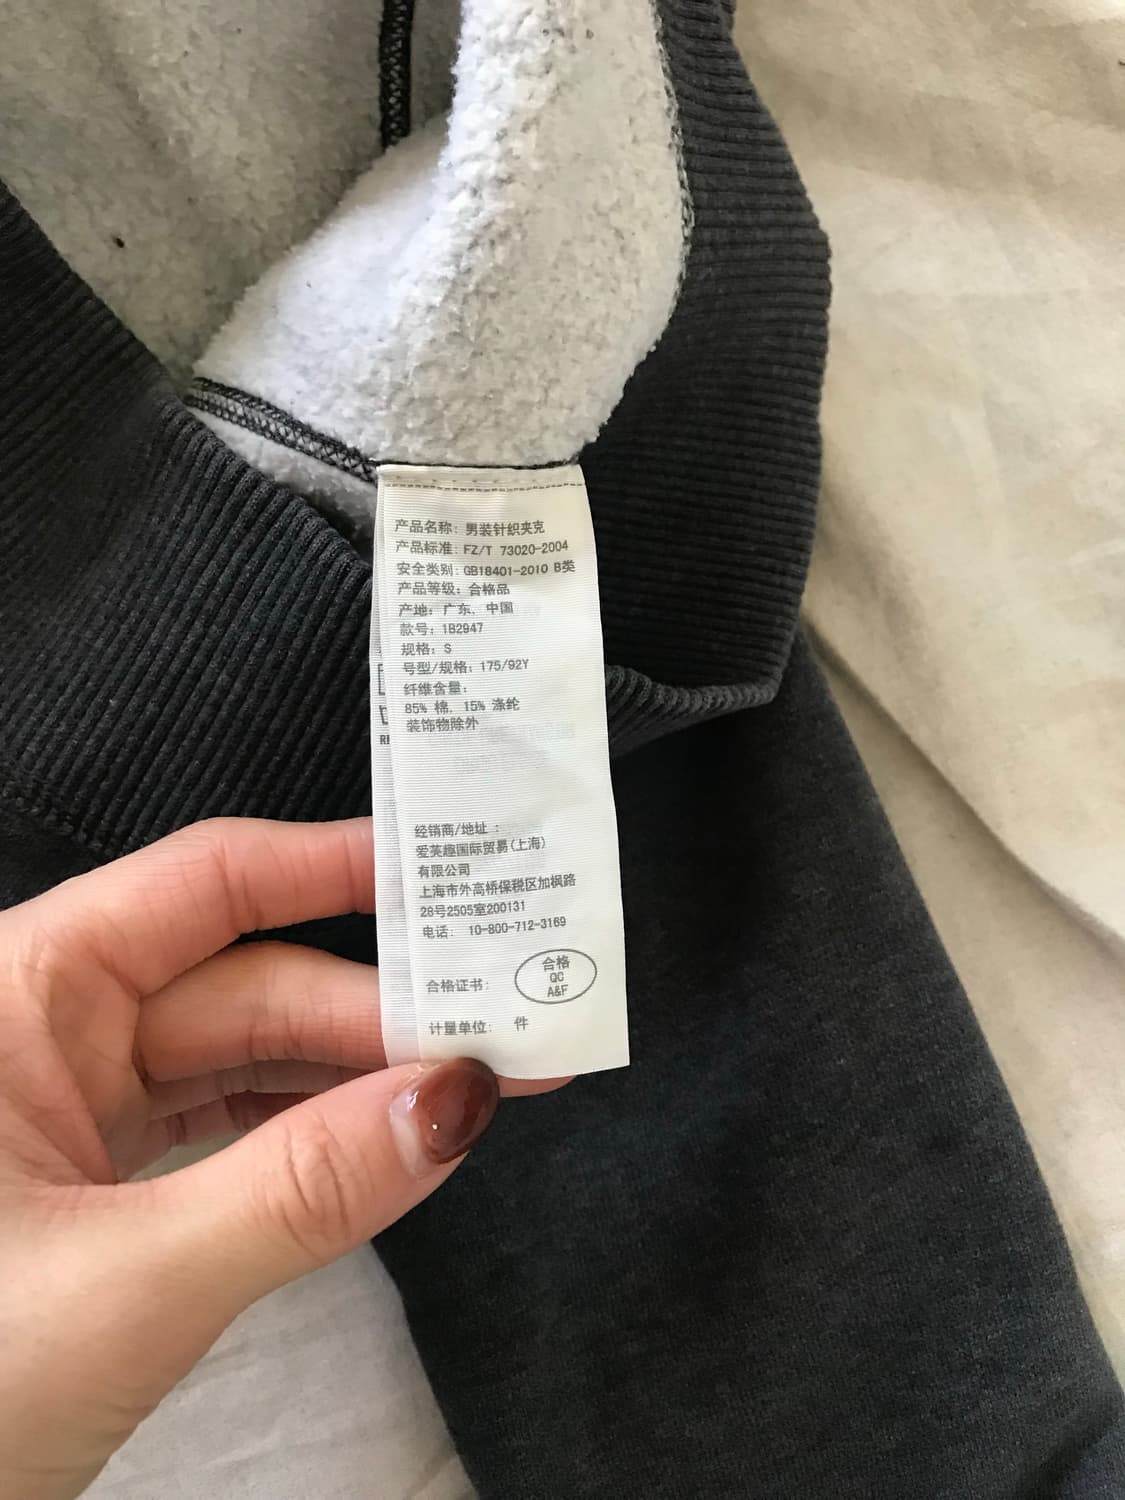 产品名称: 男装针织夹克
产品标准: FZ/T 73020-2004
安全类别: GB18401-2010 B类
产品等级: 合格品
产地: 广东, 中国
款号: 1B2947
规格: S
号型/规格: 175/92Y
纤维含量:
85% 棉, 15% 涤纶
装饰物除外
经销商/地址 :
爱芙趣国际贸易(上海)
有限公司
上海市外高桥保税区加枫路
28号2505室200131
电话: 10-800-712-3169
合格证书:
合格
QC
A&F
计量单位: 件